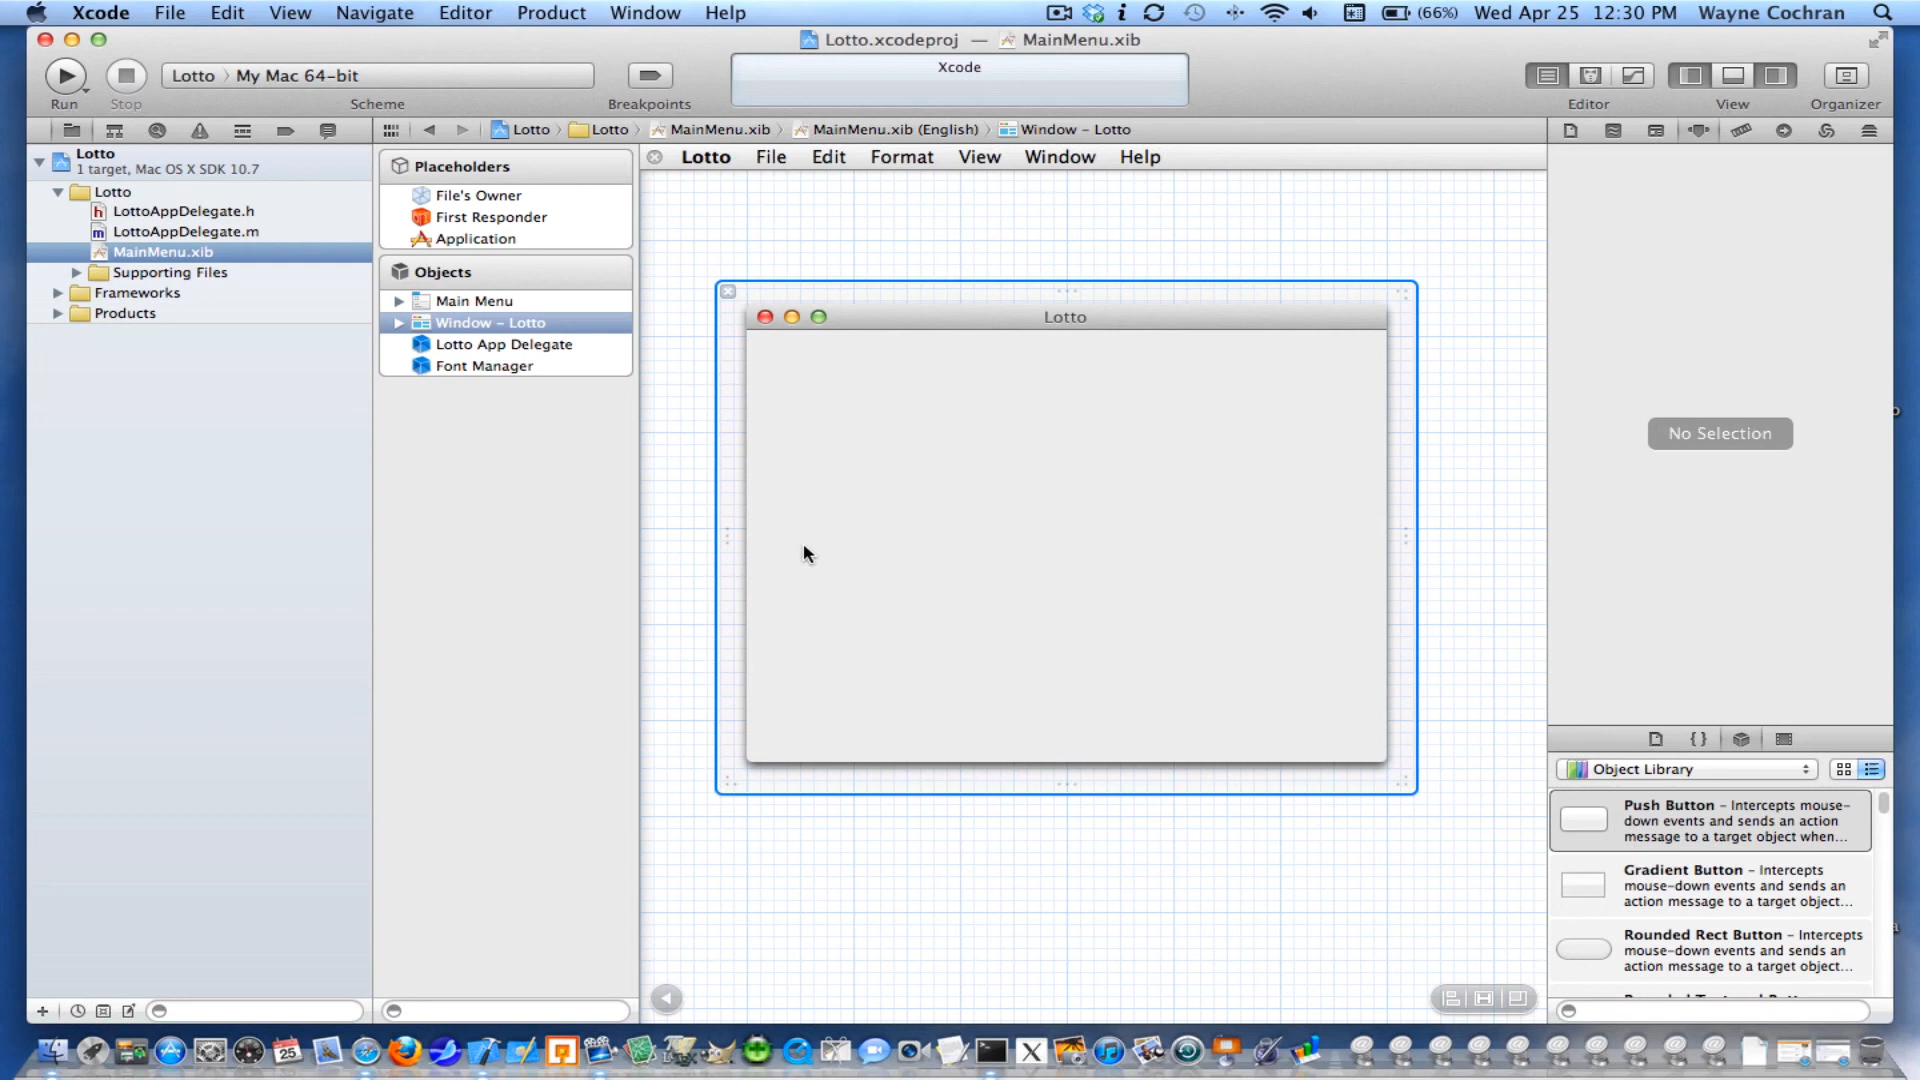 Xcode File Edit View Navigate Editor Product Window Help (66%) Wed Apr 25 12:30 PM Wayne Cochran
Lotto.xcodeproj — MainMenu.xib
Lotto My Mac 64-bit
Xcode
Run Stop Scheme Breakpoints Editor View Organizer
Lotto Lotto MainMenu.xib MainMenu.xib (English) Window - Lotto
Lotto
1 target, Mac OS X SDK 10.7
Lotto
LottoAppDelegate.h
LottoAppDelegate.m
MainMenu.xib
Supporting Files
Frameworks
Products
Placeholders
File's Owner
First Responder
Application
Objects
Main Menu
Window - Lotto
Lotto App Delegate
Font Manager
Lotto File Edit Format View Window Help
Lotto
No Selection
Object Library
Push Button - Intercepts mouse-
down events and sends an action
message to a target object when...
Gradient Button - Intercepts
mouse-down events and sends an
action message to a target object...
Rounded Rect Button - Intercepts
mouse-down events and sends an
action message to a target object...
25